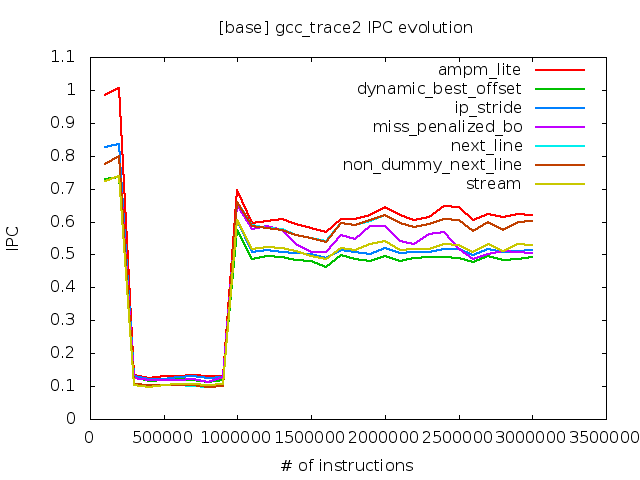 [base] gcc_trace2 IPC evolution
1.1
1
0.9
0.8
0.7
0.6
0.5
0.4
0.3
0.2
0.1
0
IPC
ampm_lite
dynamic_best_offset
ip_stride
miss_penalized_bo
next_line
non_dummy_next_line
stream
0 500000 1000000 1500000 2000000 2500000 3000000 3500000
# of instructions